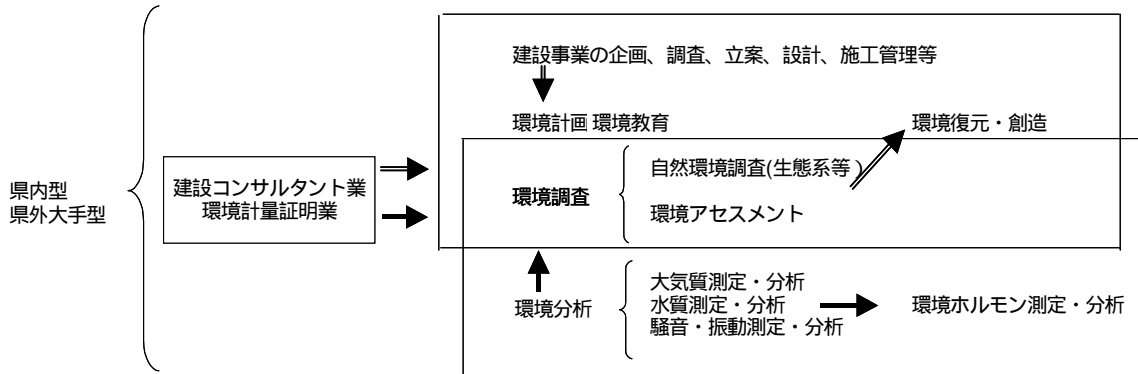 建設事業の企画、調査、立案、設計、施工管理等
環境計画 環境教育
環境復元・創造
県内型
県外大手型
建設コンサルタント業
環境計量証明業
環境調査
自然環境調査(生態系等)
環境アセスメント
環境分析
大気質測定・分析
水質測定・分析
騒音・振動測定・分析
環境ホルモン測定・分析